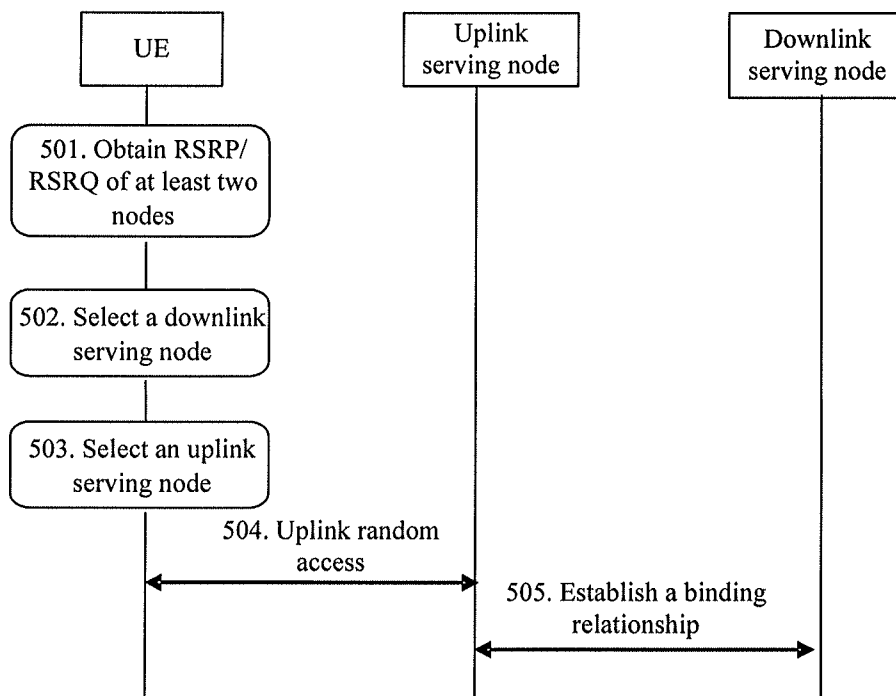 UE
Uplink
serving node
Downlink
serving node
501. Obtain RSRP/
RSRQ of at least two
nodes
502. Select a downlink
serving node
503. Select an uplink
serving node
504. Uplink random
access
505. Establish a binding
relationship